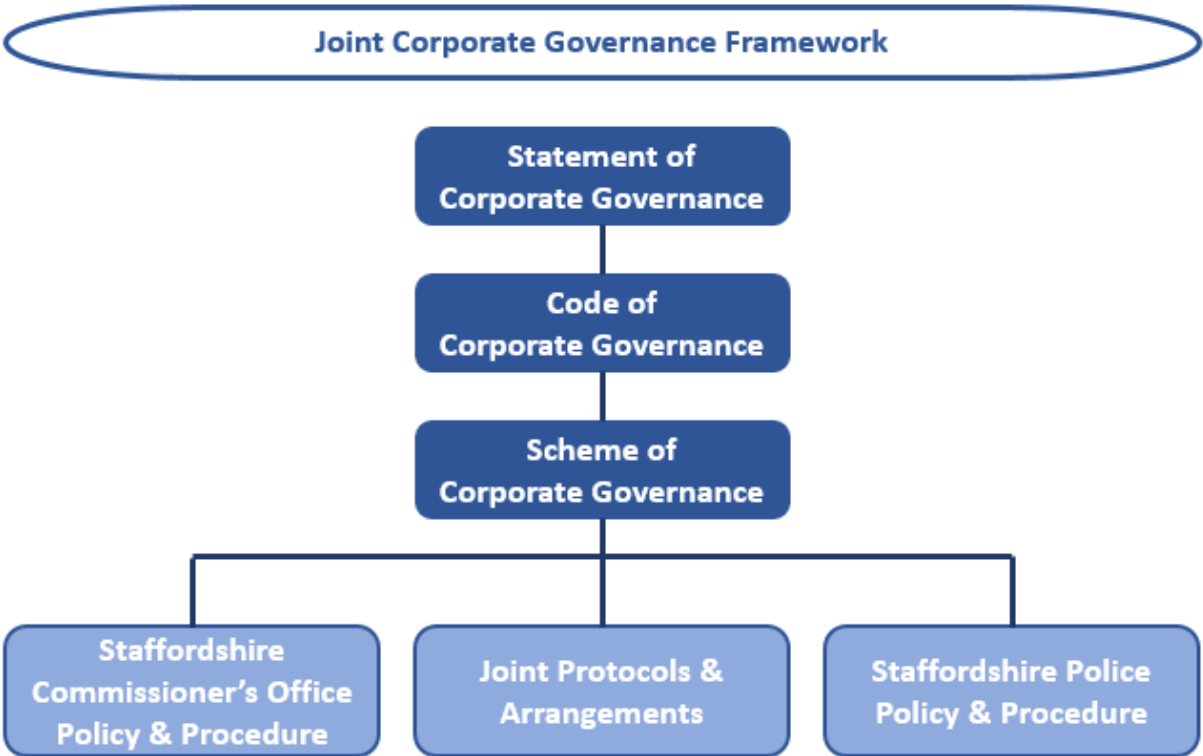 Joint Corporate Governance Framework
Statement of
Corporate Governance
Code of
Corporate Governance
Scheme of
Corporate Governance
Staffordshire
Commissioner’s Office
Policy & Procedure
Joint Protocols &
Arrangements
Staffordshire Police
Policy & Procedure